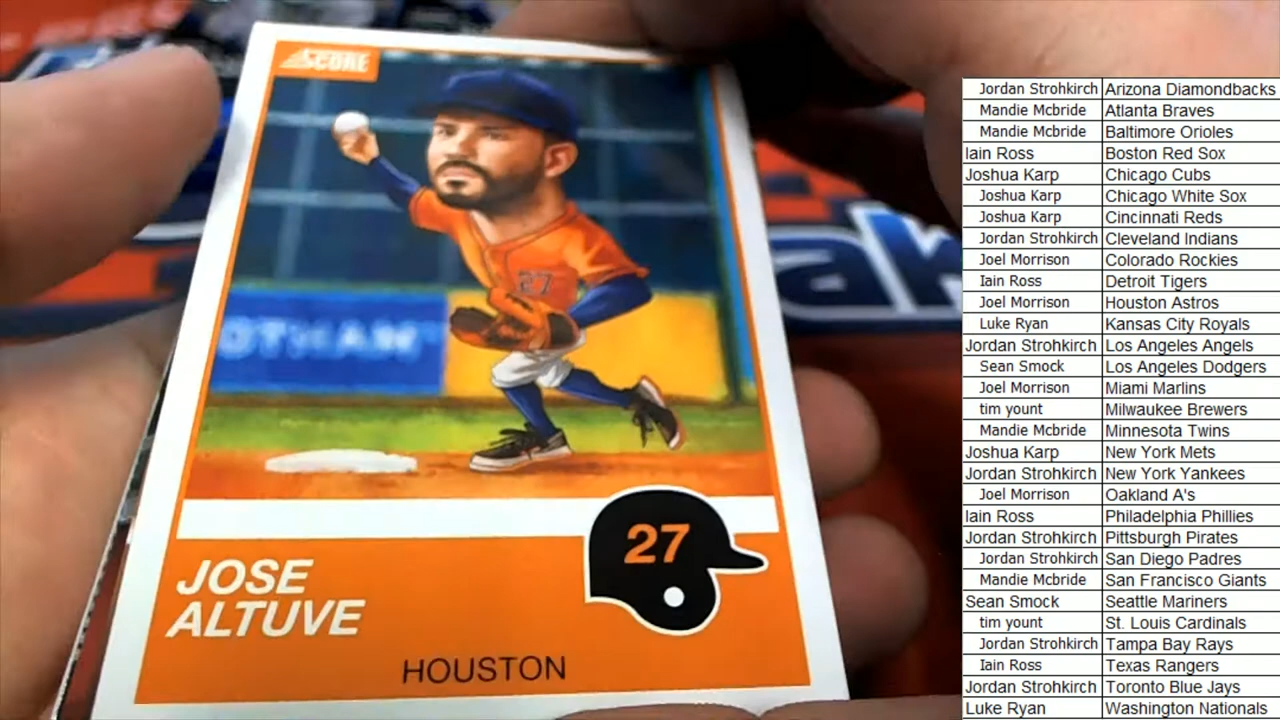 SCORE
27
27
JOSE
ALTUVE
HOUSTON
Jordan Strohkirch Arizona Diamondbacks
Mandie Mcbride Atlanta Braves
Mandie Mcbride Baltimore Orioles
Iain Ross Boston Red Sox
Joshua Karp Chicago Cubs
Joshua Karp Chicago White Sox
Joshua Karp Cincinnati Reds
Jordan Strohkirch Cleveland Indians
Joel Morrison Colorado Rockies
Iain Ross Detroit Tigers
Joel Morrison Houston Astros
Luke Ryan Kansas City Royals
Jordan Strohkirch Los Angeles Angels
Sean Smock Los Angeles Dodgers
Joel Morrison Miami Marlins
tim yount Milwaukee Brewers
Mandie Mcbride Minnesota Twins
Joshua Karp New York Mets
Jordan Strohkirch New York Yankees
Joel Morrison Oakland A's
Iain Ross Philadelphia Phillies
Jordan Strohkirch Pittsburgh Pirates
Jordan Strohkirch San Diego Padres
Mandie Mcbride San Francisco Giants
Sean Smock Seattle Mariners
tim yount St. Louis Cardinals
Jordan Strohkirch Tampa Bay Rays
Iain Ross Texas Rangers
Jordan Strohkirch Toronto Blue Jays
Luke Ryan Washington Nationals